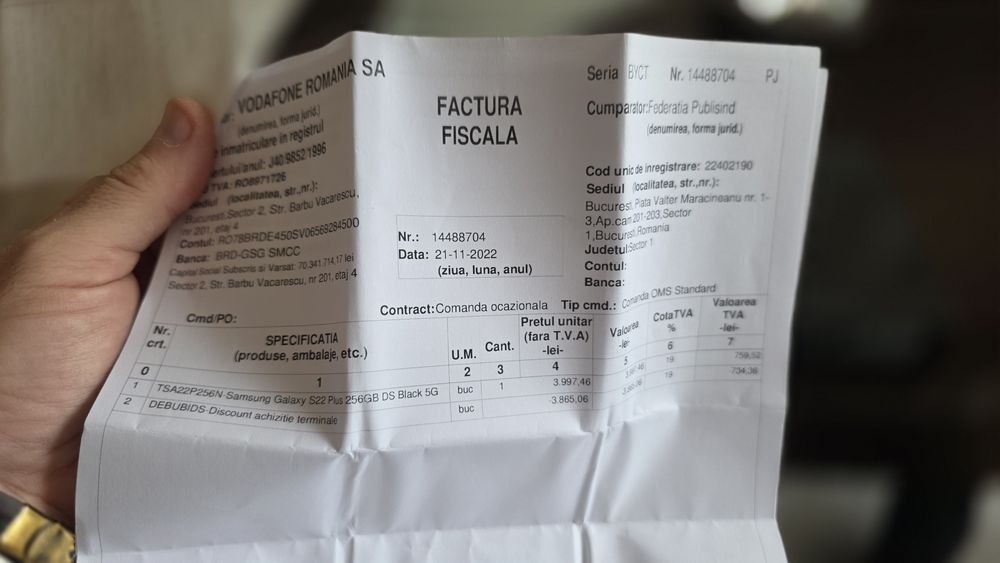 VODAFONE ROMANIA SA
(denumirea, forma jurid.)
inmatriculare in registrul
J40/9852/1996
TVA: RO8971726
(localitatea, str.,nr.):
Bucuresti,Sector 2, Str. Barbu Vacarescu,
nr 201, etaj 4
Contul: RO78BRDE450SV06569284500
Banca: BRD-GSG SMCC
Capital Social Subscris si Varsat: 70.341.714,17 lei
Sector 2, Str. Barbu Vacarescu, nr 201, etaj 4
FACTURA
FISCALA
Nr.: 14488704
Data: 21-11-2022
(ziua, luna, anul)
Seria BYCT Nr. 14488704 PJ
Cumparator:Federatia Publisind
(denumirea, forma jurid.)
Cod unic de inregistrare: 22402190
Sediul (localitatea, str.,nr.):
Bucuresti, Piata Valter Maracineanu nr. 1-
3,Ap.cam 201-203,Sector
1,Bucuresti Romania
Judetul:Sector 1
Contul:
Banca:
Cmd/PO:
Contract:Comanda ocazionala Tip cmd.: Comanda OMS Standard
Nr. crt. SPECIFICATIA (produse, ambalaje, etc.) U.M. Cant. Pretul unitar (fara T.V.A) -lei- Valoarea -lei- CotaTVA % Valoarea TVA -lei-
0 1 2 3 4 5 6 7
1 TSA22P256N-Samsung Galaxy S22 Plus 256GB DS Black 5G buc 1 3.997,46 3.997,46 19 759,52
2 DEBUBIDS-Discount achizitie terminale buc -3.865,06 -3.865,06 19 -734,36